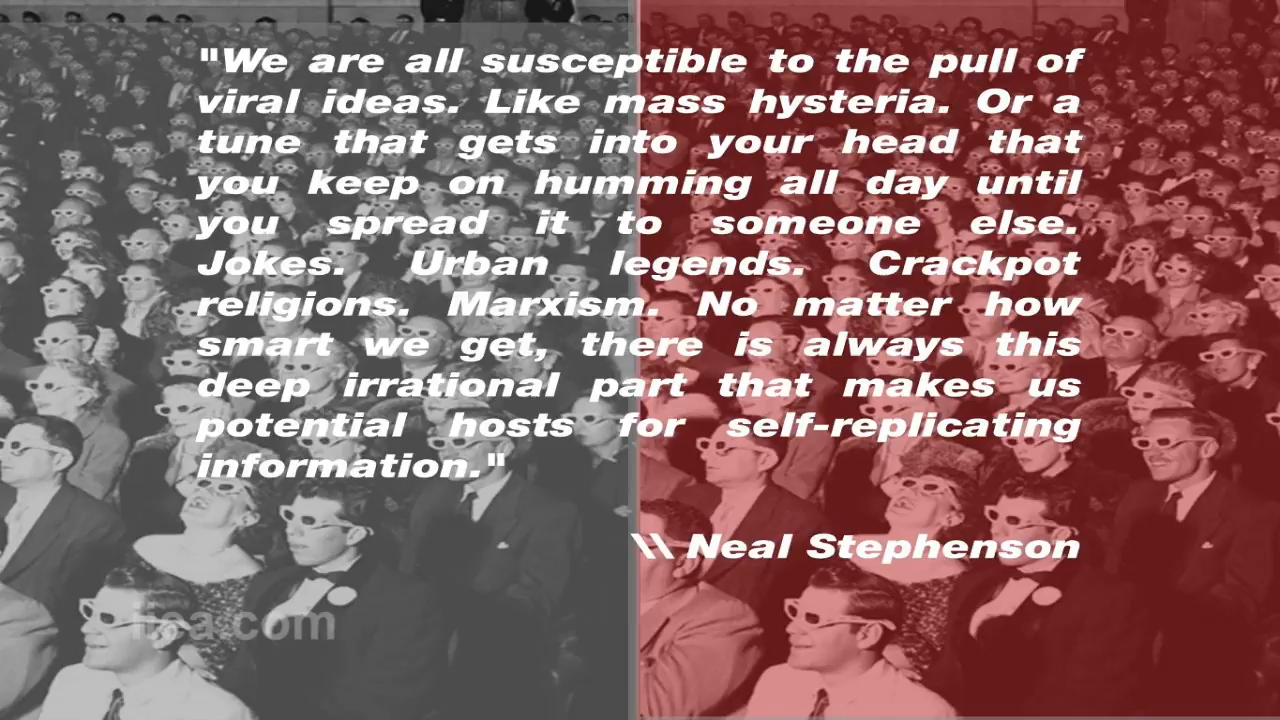 "We are all susceptible to the pull of
viral ideas. Like mass hysteria. Or a
tune that gets into your head that
you keep on humming all day until
you spread it to someone else.
Jokes. Urban legends. Crackpot
religions. Marxism. No matter how
smart we get, there is always this
deep irrational part that makes us
potential hosts for self-replicating
information."
\\ Neal Stephenson
iiea.com